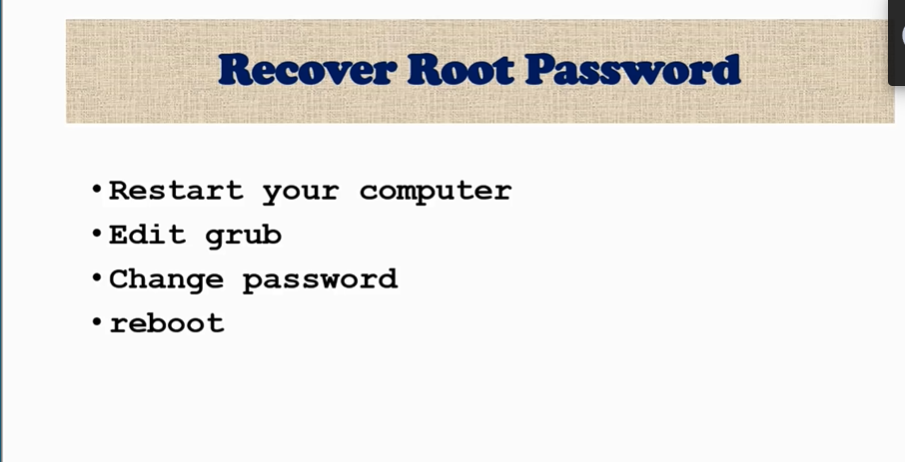 Recover Root Password
•Restart your computer
•Edit grub
•Change password
•reboot